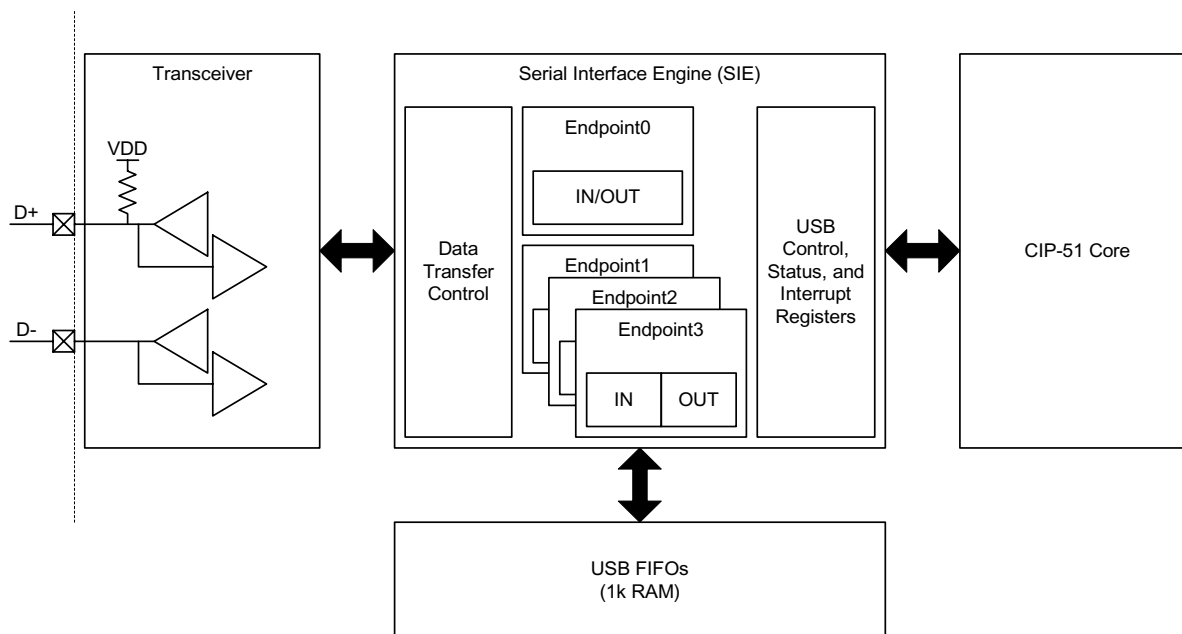 Transceiver
VDD
D+
D-
Serial Interface Engine (SIE)
Data
Transfer
Control
Endpoint0
IN/OUT
Endpoint1
Endpoint2
Endpoint3
IN
OUT
USB
Control,
Status, and
Interrupt
Registers
CIP-51 Core
USB FIFOs
(1k RAM)